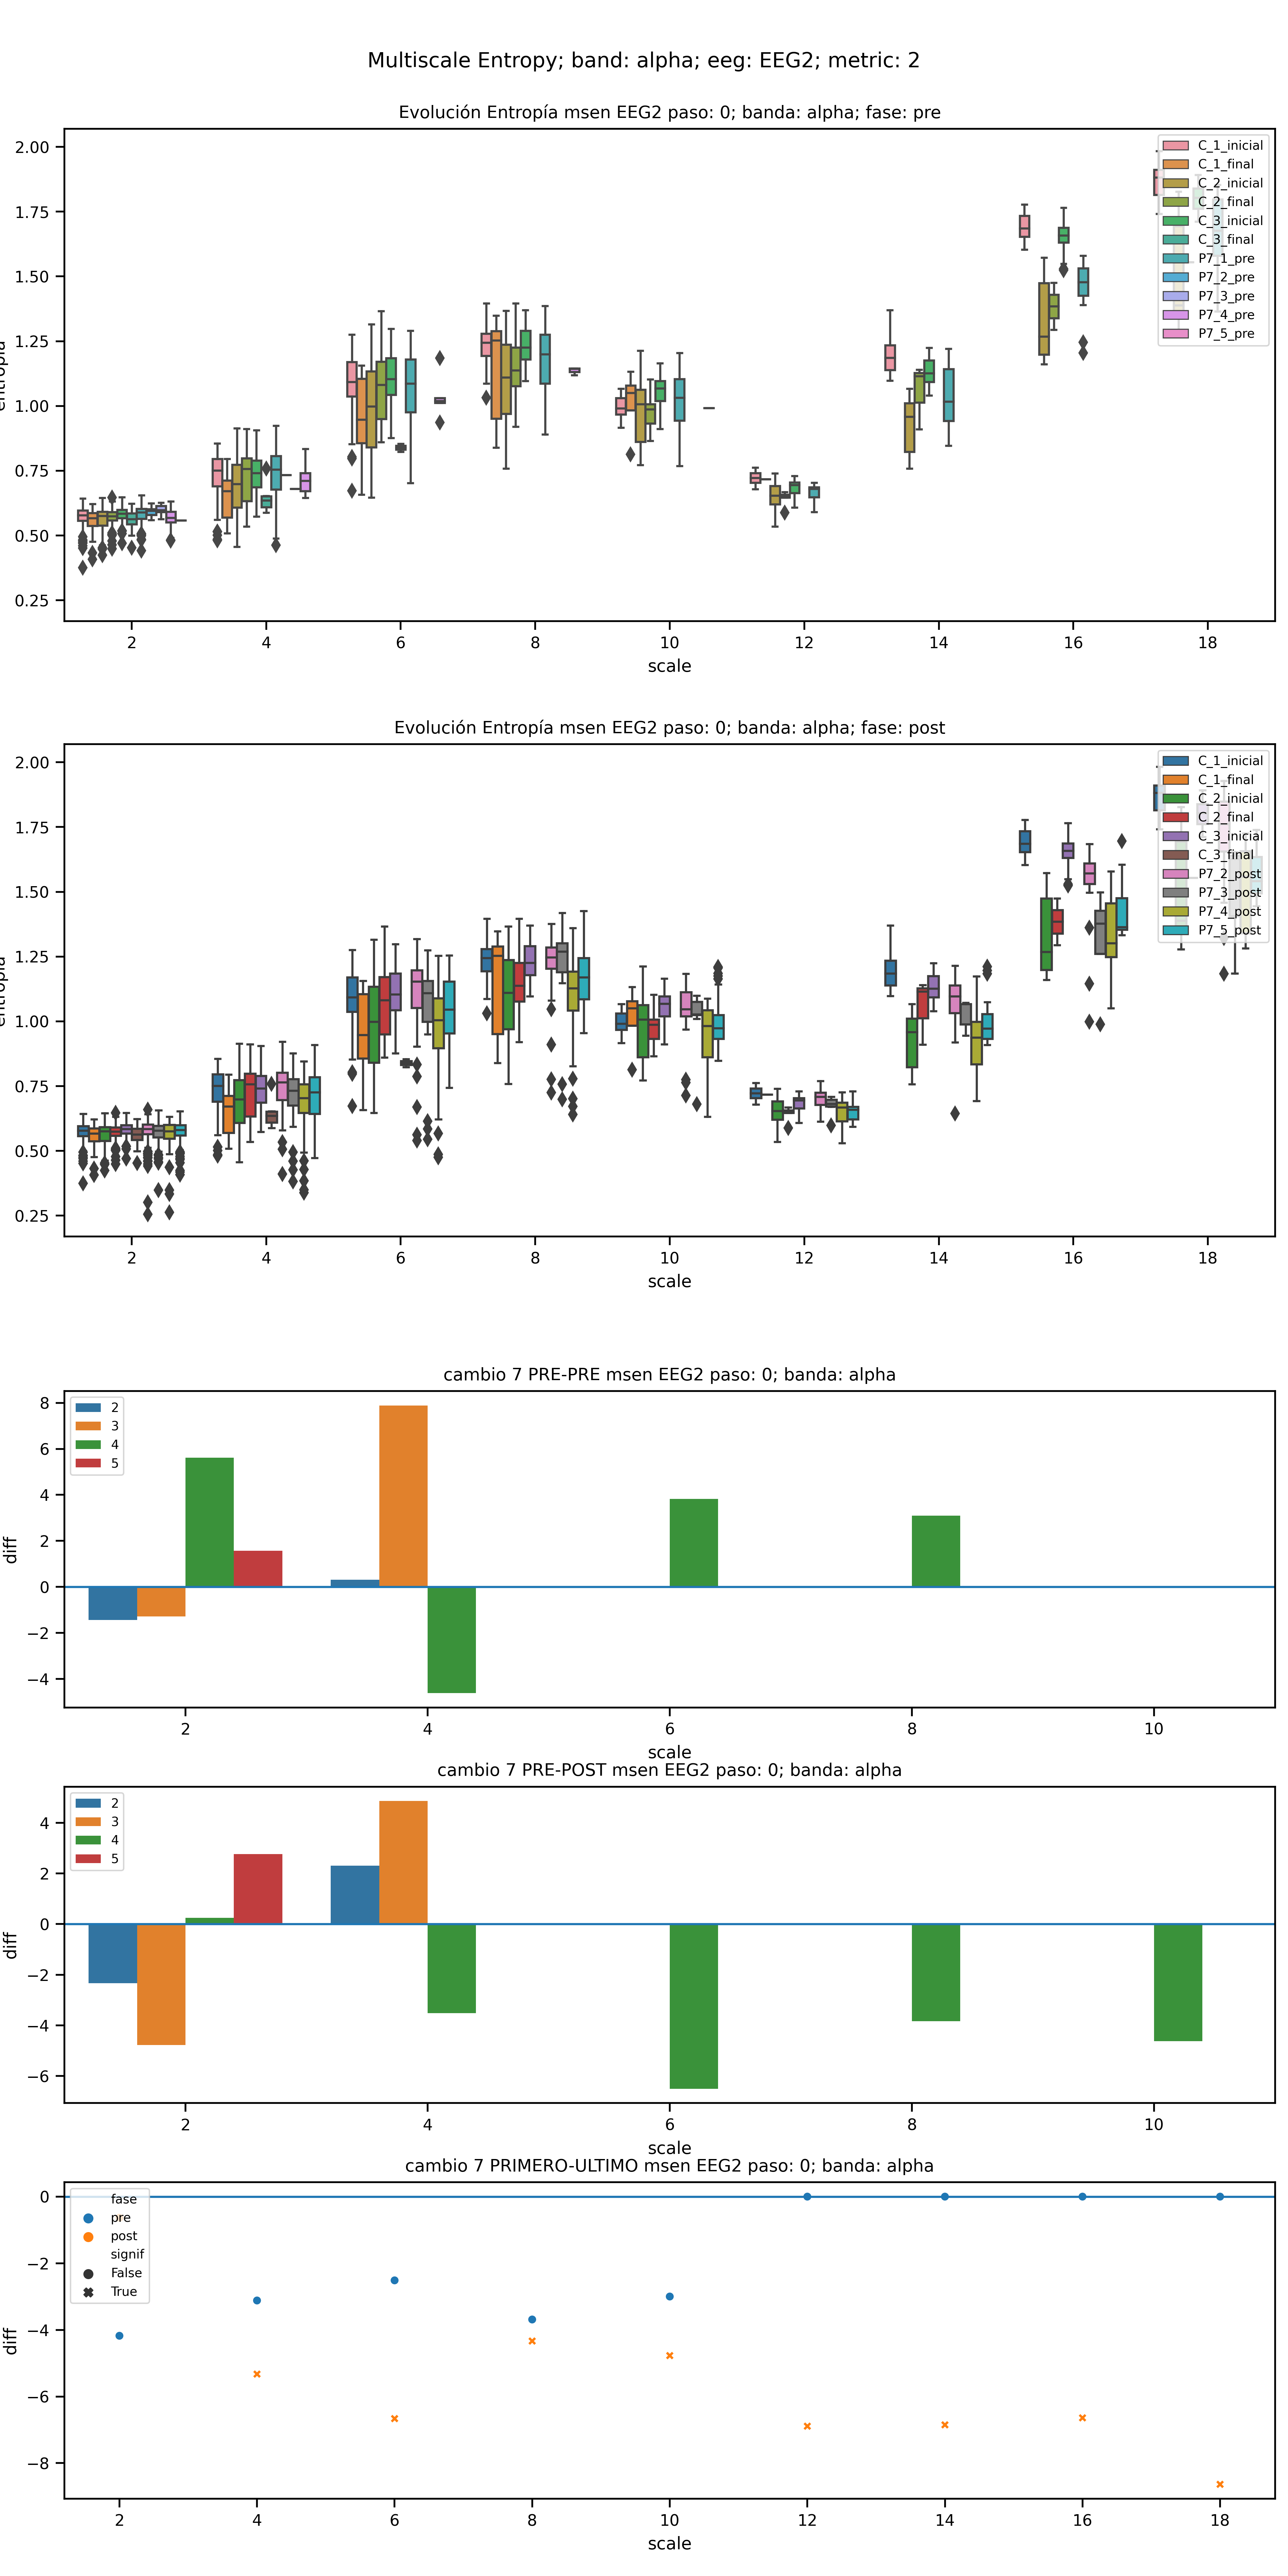 Multiscale Entropy; band: alpha; eeg: EEG2; metric: 2
Evolución Entropía msen EEG2 paso: 0; banda: alpha; fase: pre
2.00
1.75
1.50
1.25
1.00
0.75
0.50
0.25
C_1_inicial
C_1_final
C_2_inicial
C_2_final
C_3_inicial
C_3_final
P7_1_pre
P7_2_pre
P7_3_pre
P7_4_pre
P7_5_pre
2 4 6 8 10 12 14 16 18
scale
Evolución Entropía msen EEG2 paso: 0; banda: alpha; fase: post
2.00
1.75
1.50
1.25
1.00
0.75
0.50
0.25
C_1_inicial
C_1_final
C_2_inicial
C_2_final
C_3_inicial
C_3_final
P7_2_post
P7_3_post
P7_4_post
P7_5_post
2 4 6 8 10 12 14 16 18
scale
cambio 7 PRE-PRE msen EEG2 paso: 0; banda: alpha
diff
8
6
4
2
0
−2
−4
2
3
4
5
2 4 6 8 10
scale
cambio 7 PRE-POST msen EEG2 paso: 0; banda: alpha
diff
4
2
0
−2
−4
−6
2
3
4
5
2 4 6 8 10
scale
cambio 7 PRIMERO-ULTIMO msen EEG2 paso: 0; banda: alpha
diff
0
−2
−4
−6
−8
fase
pre
post
signif
False
True
2 4 6 8 10 12 14 16 18
scale